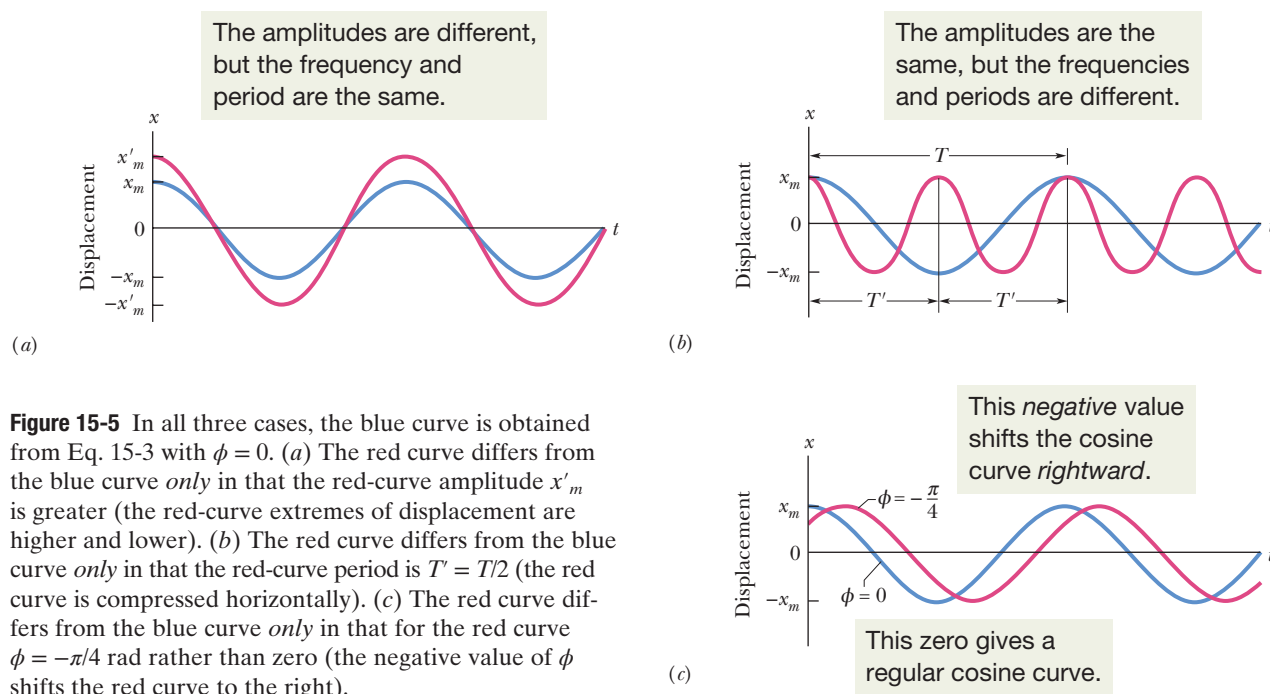 The amplitudes are different,
but the frequency and
period are the same.
x
x'm
xm
0
−xm
−x'm
Displacement
t
(a)
The amplitudes are the
same, but the frequencies
and periods are different.
x
T
xm
0
−xm
Displacement
t
T' T'
(b)
Figure 15-5 In all three cases, the blue curve is obtained
from Eq. 15-3 with ϕ = 0. (a) The red curve differs from
the blue curve only in that the red-curve amplitude x'm
is greater (the red-curve extremes of displacement are
higher and lower). (b) The red curve differs from the blue
curve only in that the red-curve period is T' = T/2 (the red
curve is compressed horizontally). (c) The red curve dif-
fers from the blue curve only in that for the red curve
ϕ = −π/4 rad rather than zero (the negative value of ϕ
shifts the red curve to the right).
This negative value
shifts the cosine
curve rightward.
x
xm
0
−xm
Displacement
ϕ = −π/4
ϕ = 0
t
This zero gives a
regular cosine curve.
(c)